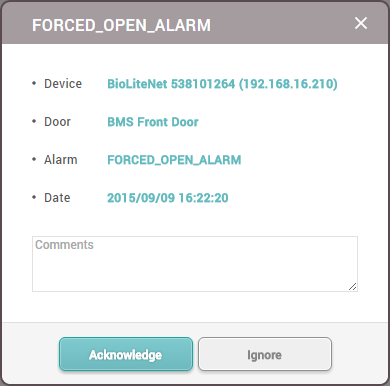 FORCED_OPEN_ALARM
• Device BioLiteNet 538101264 (192.168.16.210)
• Door BMS Front Door
• Alarm FORCED_OPEN_ALARM
• Date 2015/09/09 16:22:20
Comments
Acknowledge Ignore